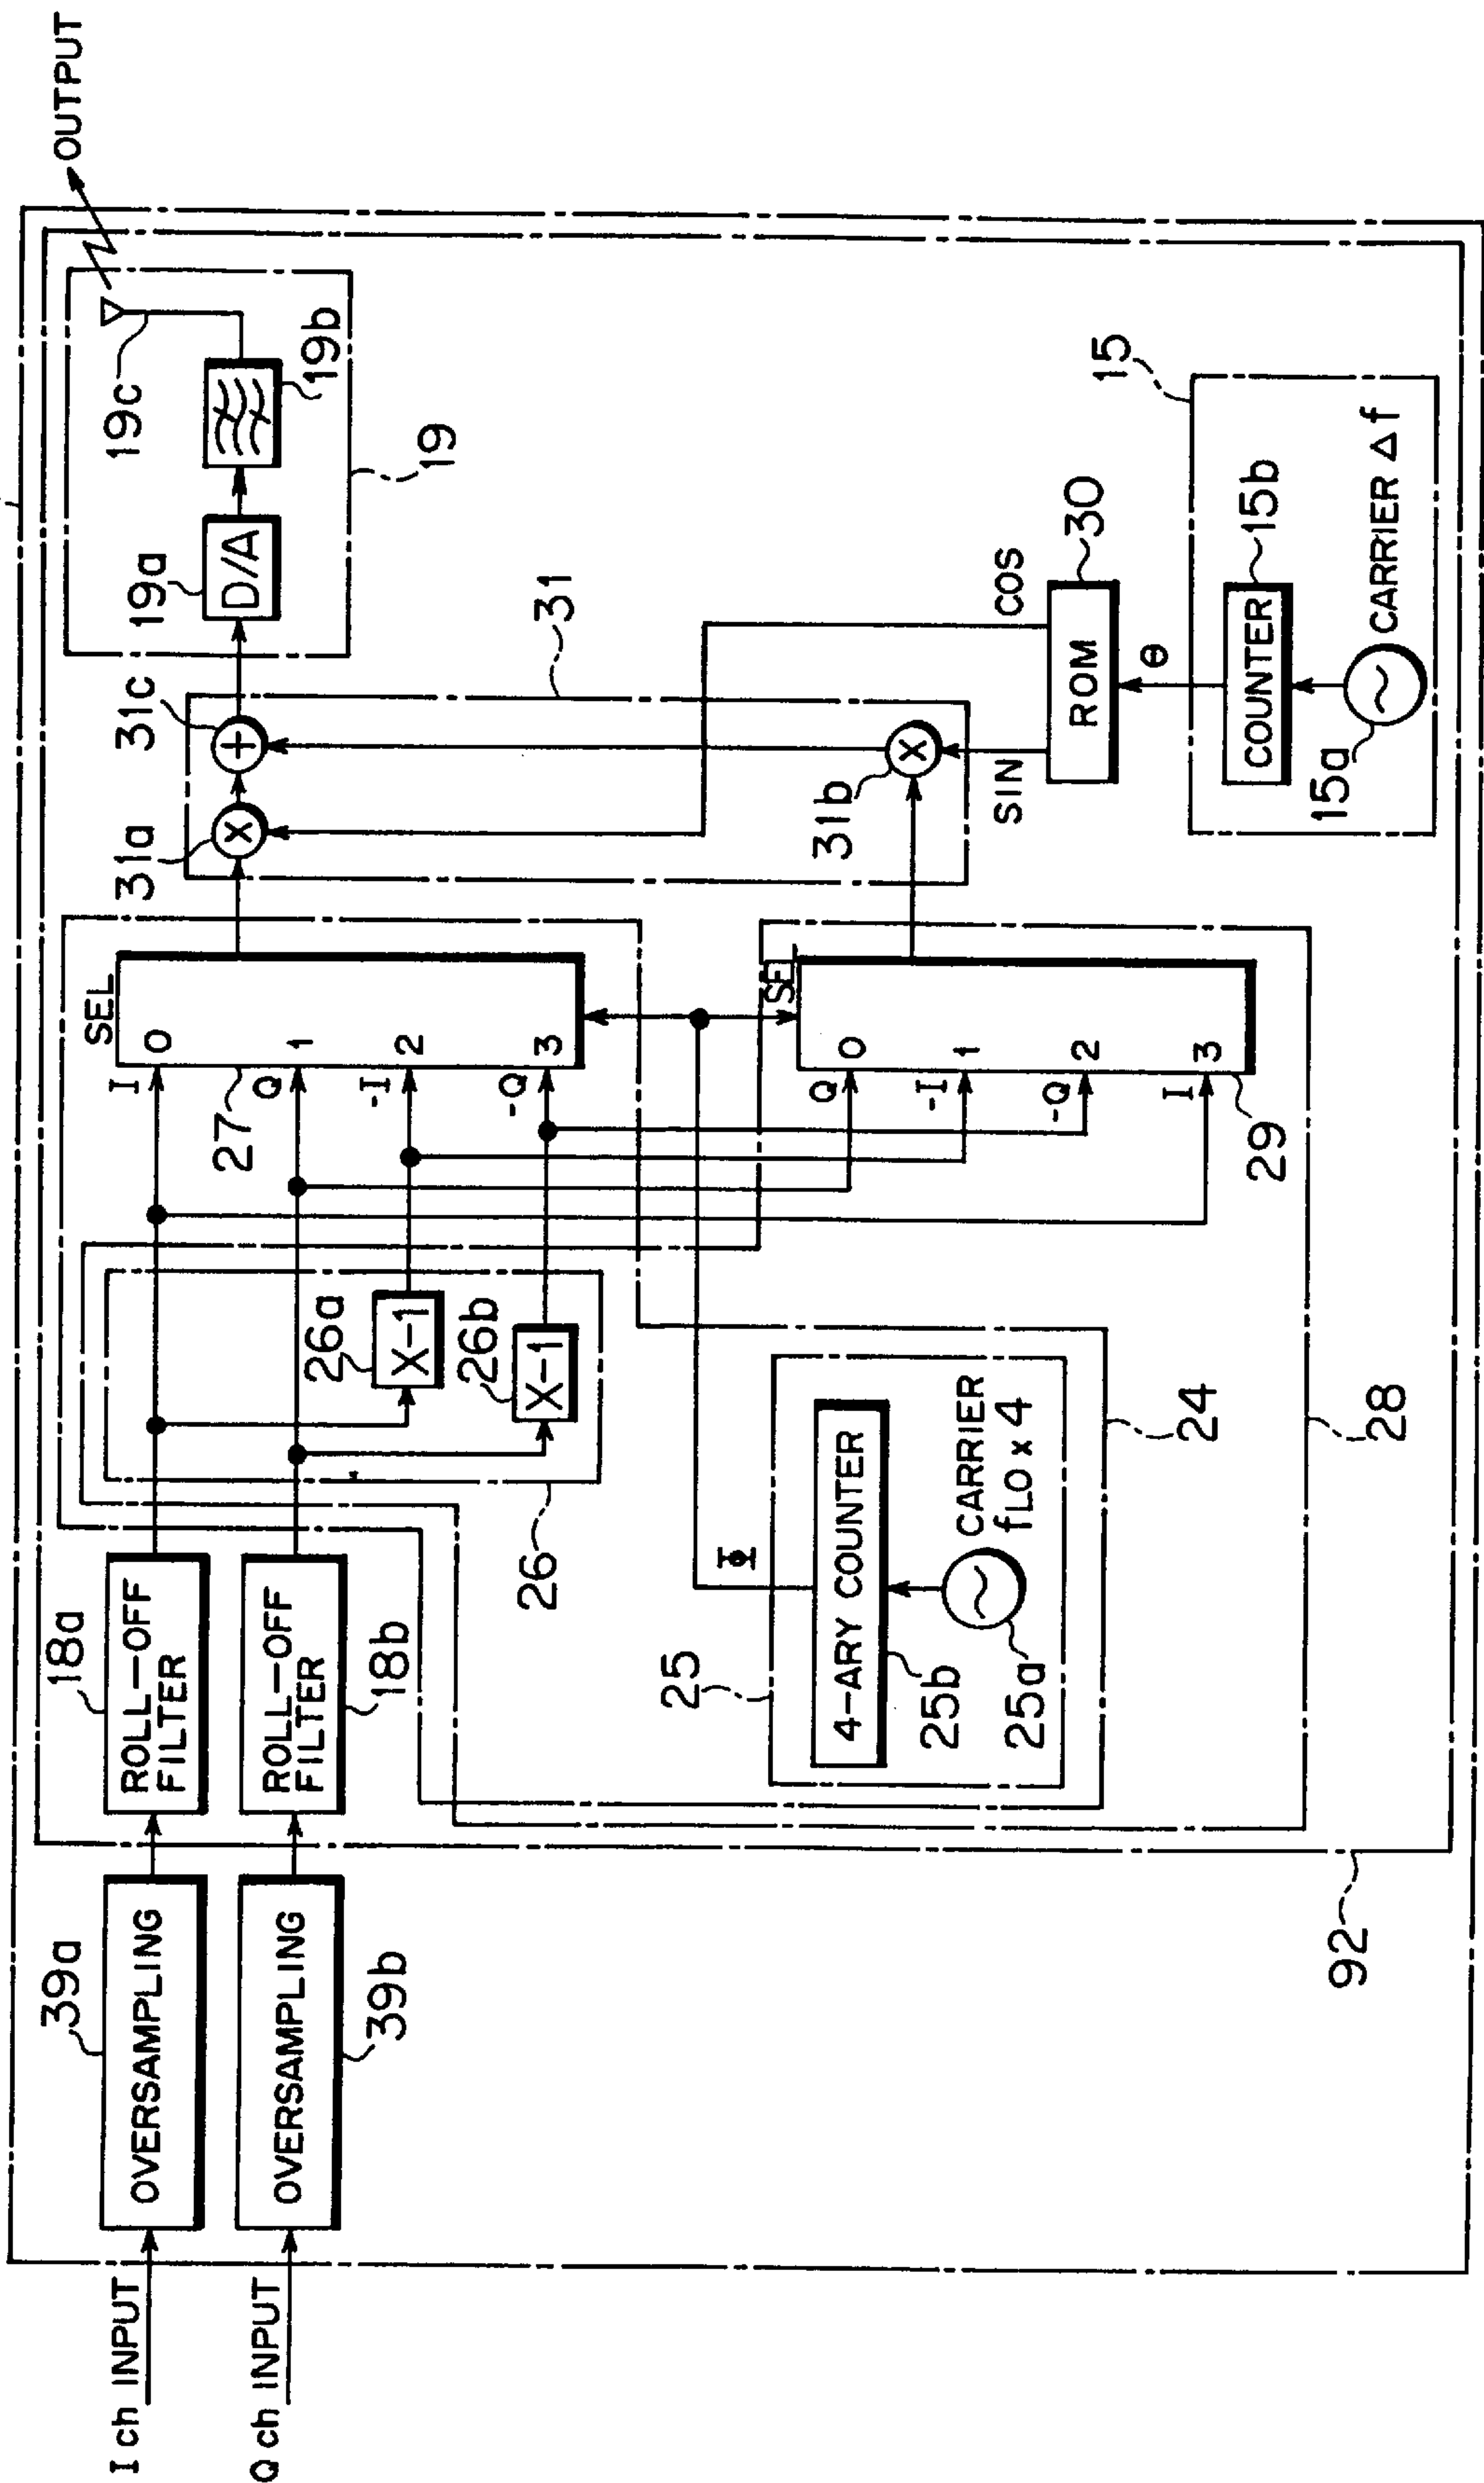 I ch INPUT
Q ch INPUT
39a
OVERSAMPLING
OVERSAMPLING
39b
18a
ROLL-OFF
FILTER
ROLL-OFF
FILTER
18b
26
26a
X-1
26b
X-1
25
4-ARY COUNTER
25b
25a
CARRIER
fLO x 4
Φ
24
28
92
27
SEL
I 0
Q 1
-I 2
-Q 3
Q 0
-I 1
-Q 2
I 3
29
31a
X
31c
+
31b
X
31
SIN
COS
ROM
30
θ
15
COUNTER
15b
15a
CARRIER Δf
19a
D/A
19b
19c
19
OUTPUT